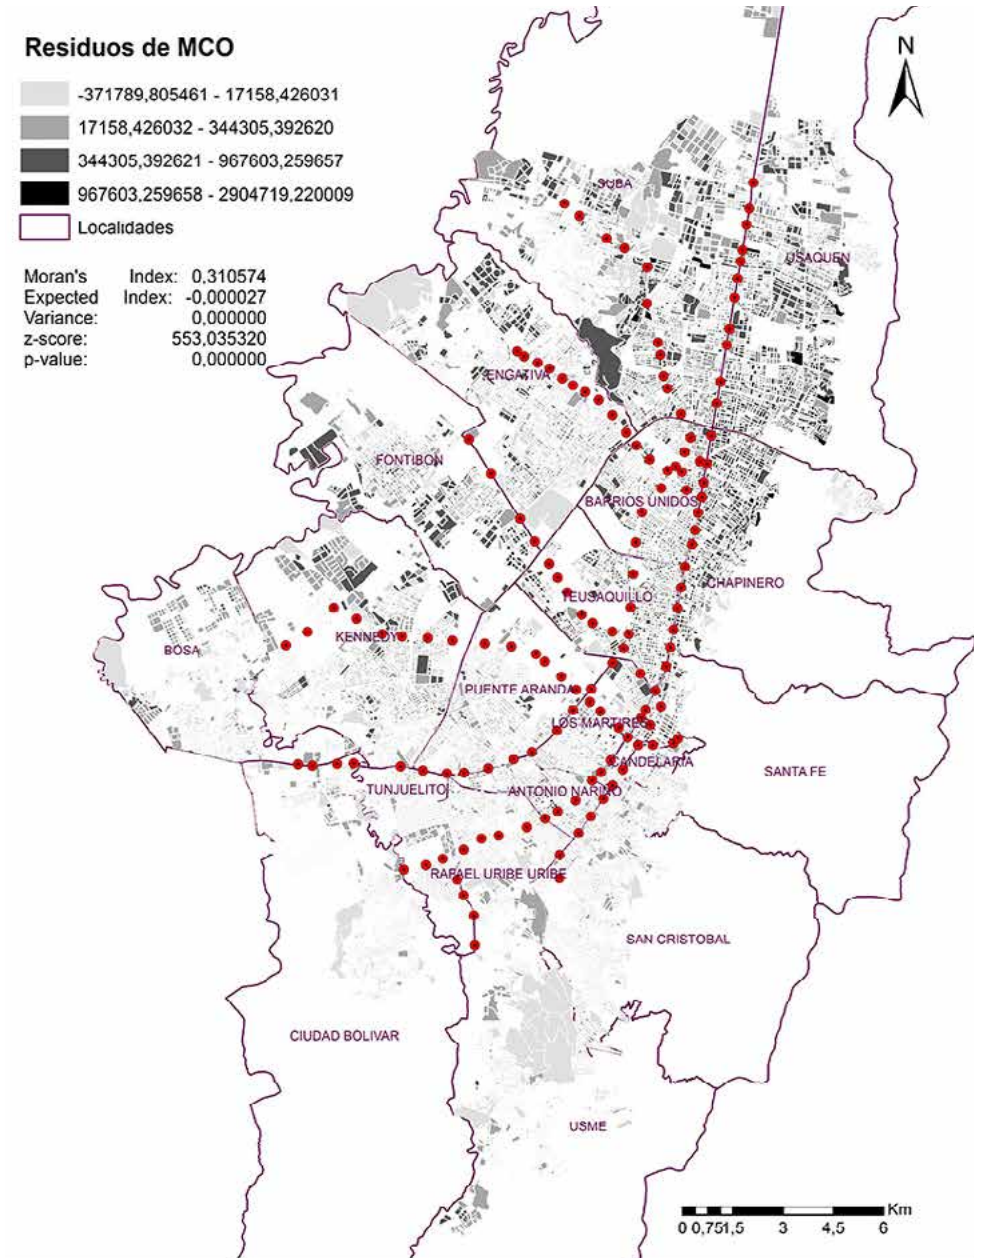 Residuos de MCO
N
-371789,805461 - 17158,426031
17158,426032 - 344305,392620
344305,392621 - 967603,259657
967603,259658 - 2904719,220009
Localidades
Moran's Index: 0,310574
Expected Index: -0,000027
Variance: 0,000000
z-score: 553,035320
p-value: 0,000000
SUBA
USAQUEN
ENGATIVA
FONTIBON
BARRIOS UNIDOS
CHAPINERO
TEUSAQUILLO
KENNEDY
BOSA
PUENTE ARANDA
LOS MARTIRES
CANDELARIA
SANTA FE
TUNJUELITO
ANTONIO NARIÑO
RAFAEL URIBE URIBE
SAN CRISTOBAL
CIUDAD BOLIVAR
USME
Km
0 0,75 1,5 3 4,5 6